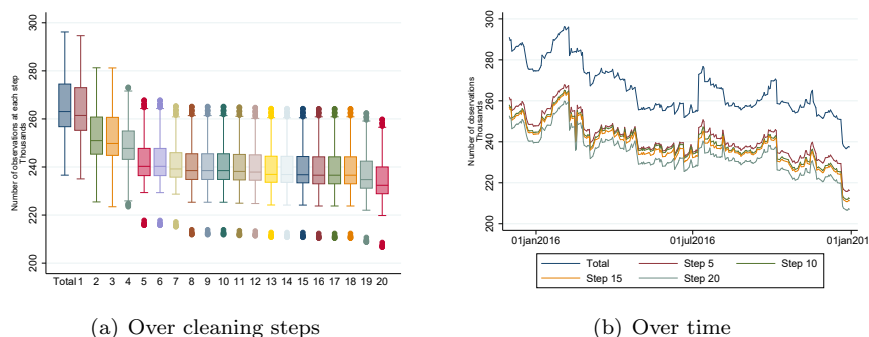 Number of observations at each step
Thousands
300
280
260
240
220
200
Total 1 2 3 4 5 6 7 8 9 10 11 12 13 14 15 16 17 18 19 20
(a) Over cleaning steps
Number of observations
Thousands
300
280
260
240
220
200
01jan2016 01jul2016 01jan201
Total Step 5 Step 10
Step 15 Step 20
(b) Over time